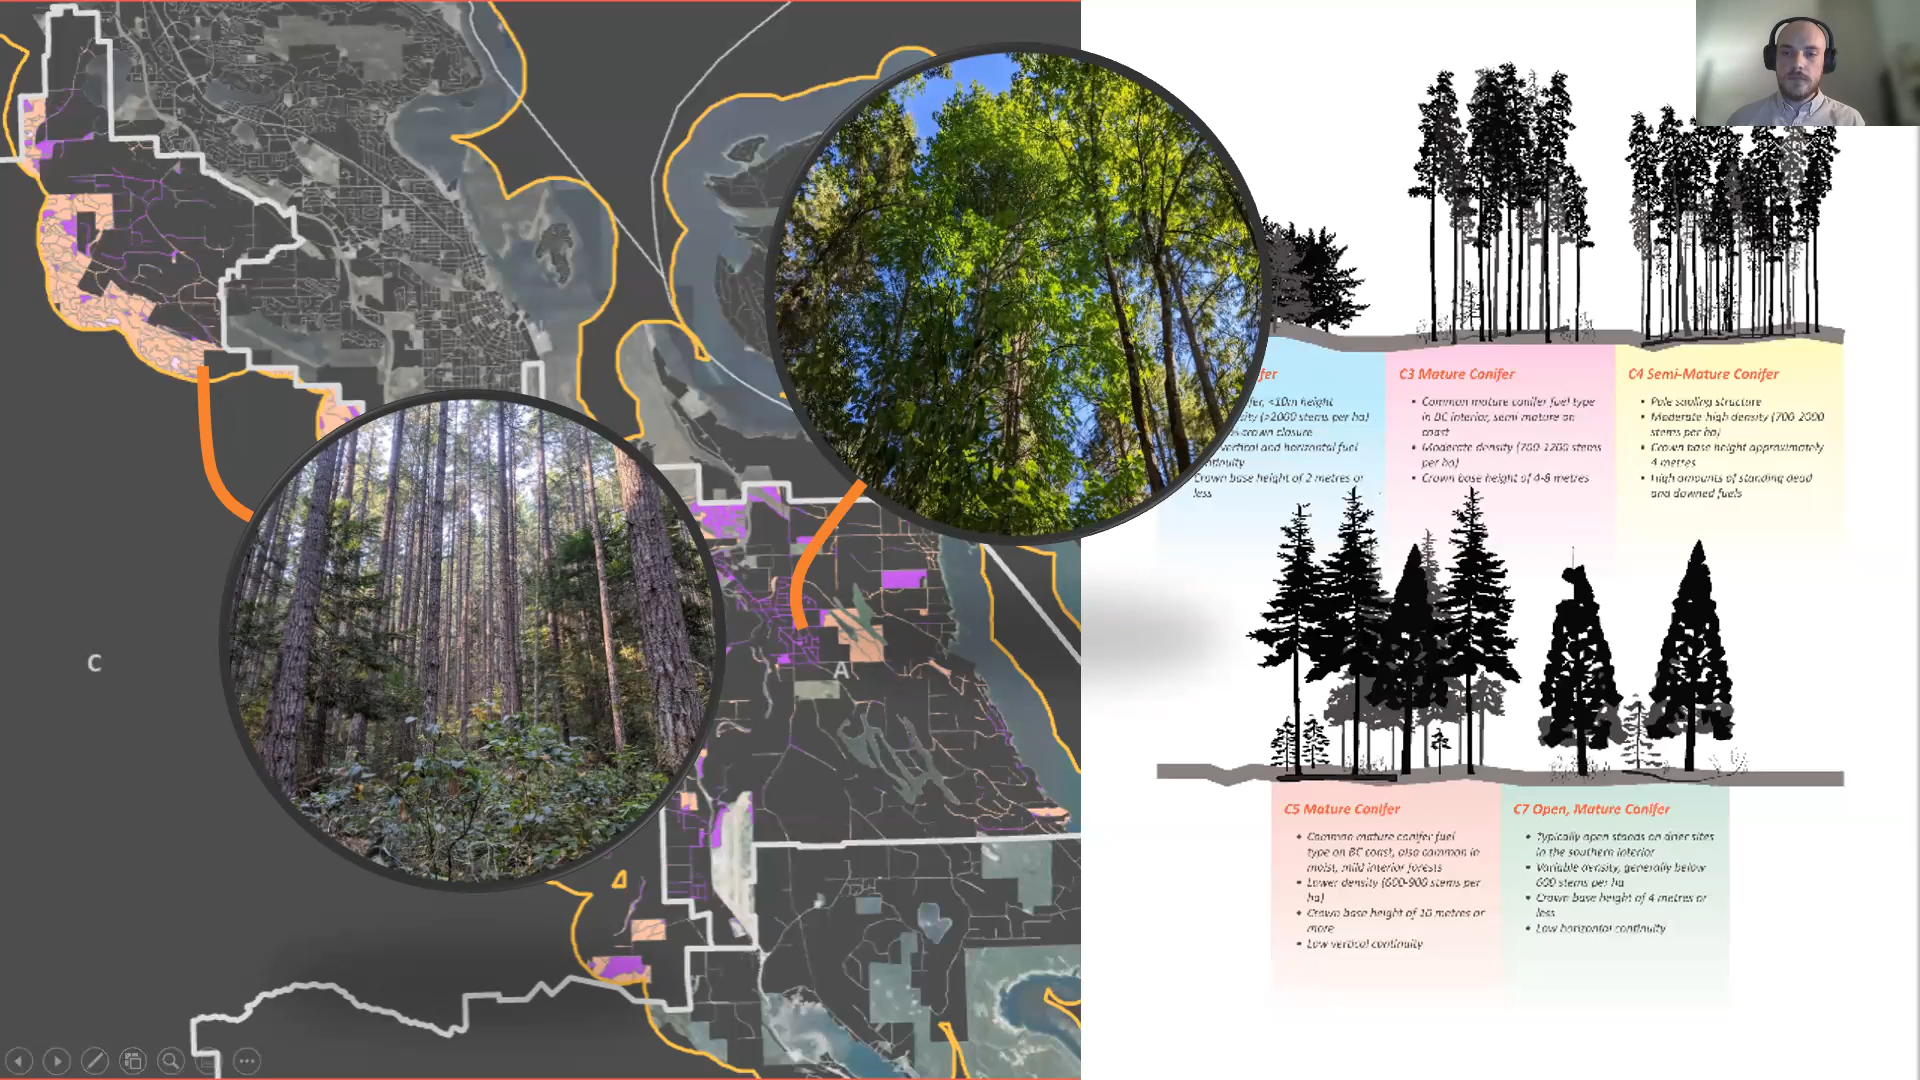 C
A
fer
fer, <10m height
sity (>2000 stems per ha)
crown closure
vertical and horizontal fuel
ntinuity
Crown base height of 2 metres or
less
C3 Mature Conifer
• Common mature conifer fuel type
in BC interior, semi mature on
coast
• Moderate density (700-1200 stems
per ha)
• Crown base height of 4-8 metres
C4 Semi-Mature Conifer
• Pole sapling structure
• Moderate high density (700-2000
stems per ha)
• Crown base height approximately
4 metres
• High amounts of standing dead
and downed fuels
C5 Mature Conifer
• Common mature conifer fuel
type on BC coast, also common in
moist, mild interior forests
• Lower density (600-900 stems per
ha)
• Crown base height of 10 metres or
more
• Low vertical continuity
C7 Open, Mature Conifer
• Typically open stands on drier sites
in the southern interior
• Variable density, generally below
600 stems per ha
• Crown base height of 4 metres or
less
• Low horizontal continuity